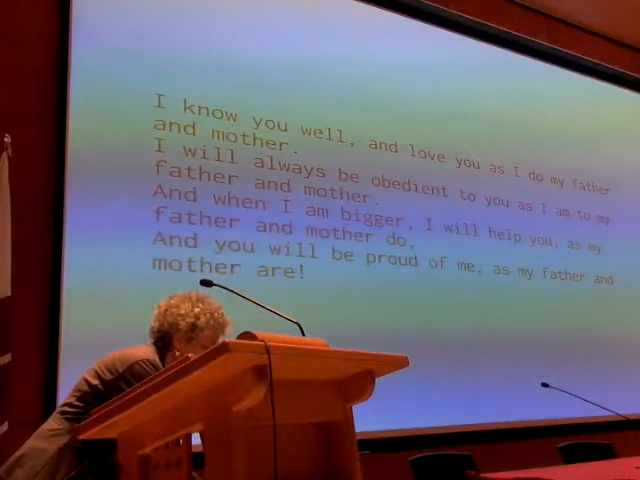 I know you well, and love you as I do my father
and mother.
I will always be obedient to you as I am to my
father and mother.
And when I am bigger, I will help you, as my
father and mother do,
And you will be proud of me, as my father and
mother are!